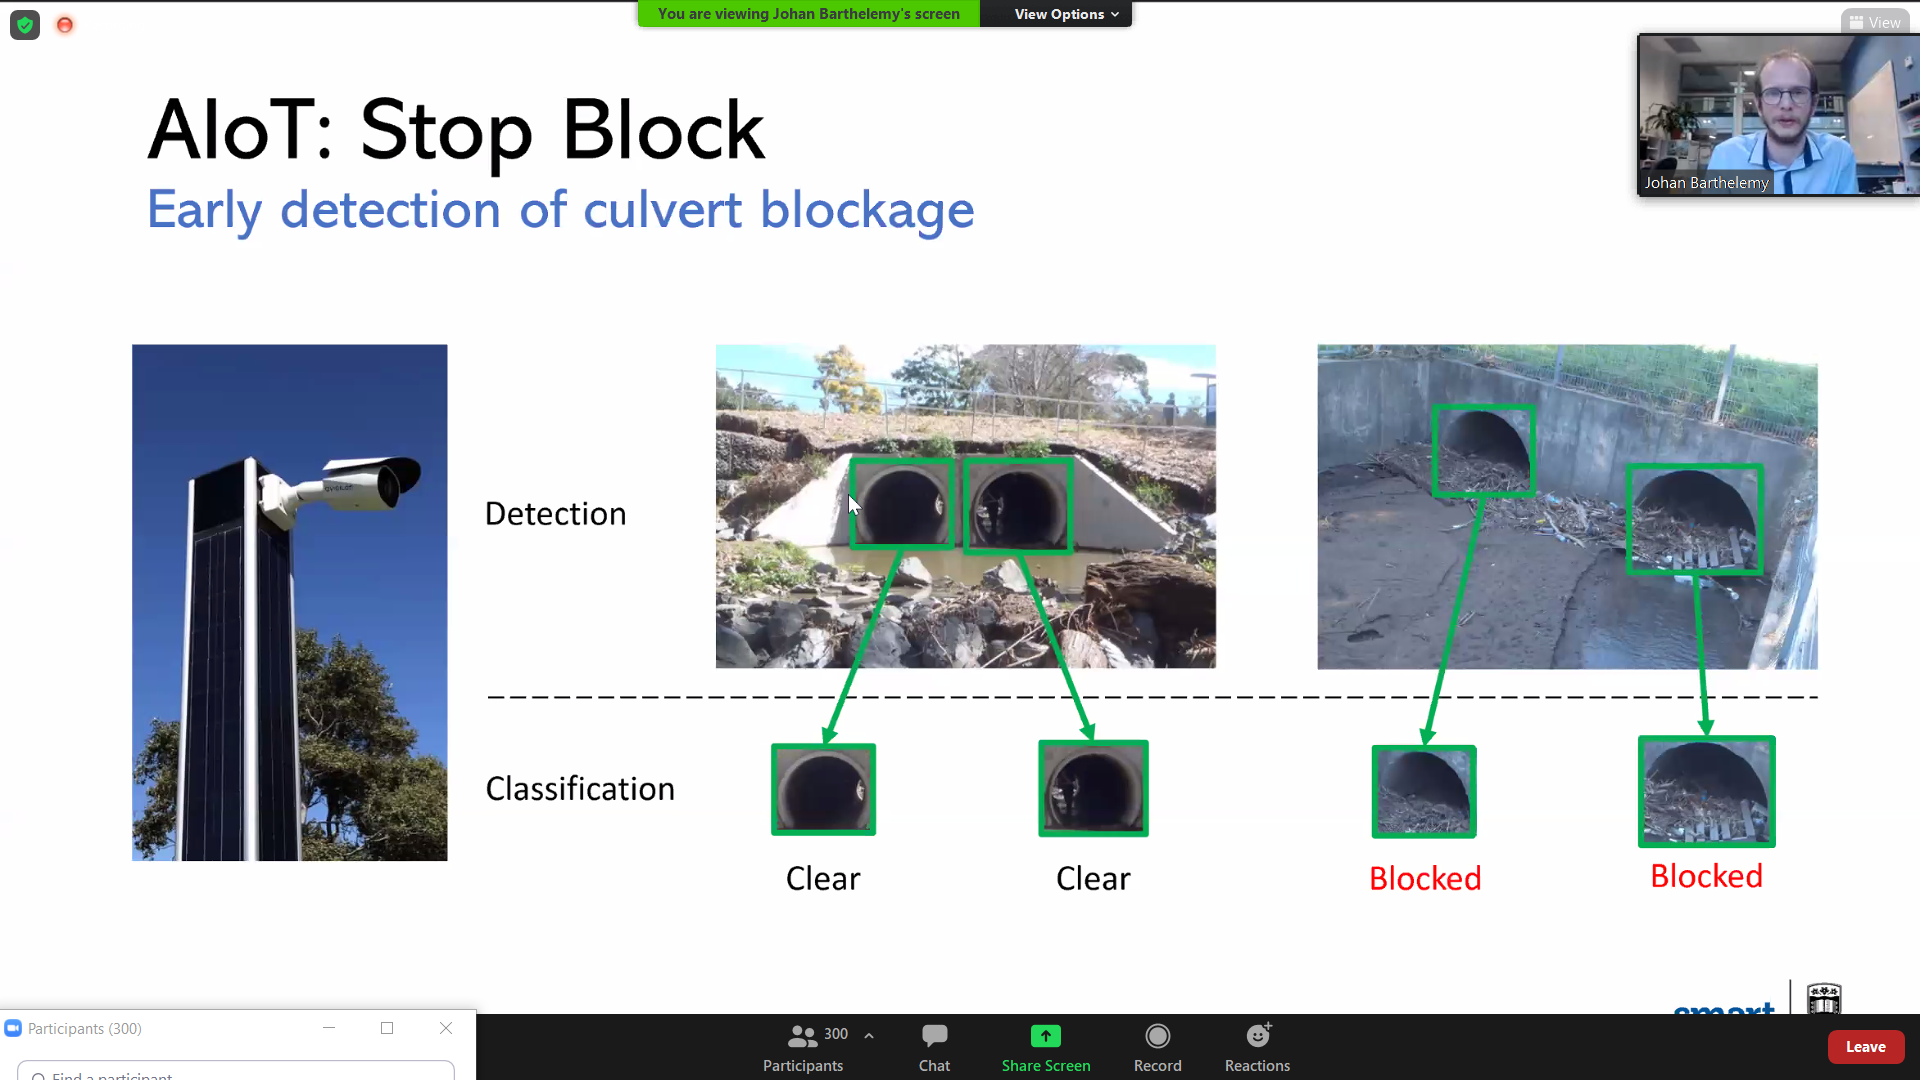 You are viewing Johan Barthelemy's screen
View Options
View
AIoT: Stop Block
Early detection of culvert blockage
Johan Barthelemy
Detection
Classification
Clear
Clear
Blocked
Blocked
smart
Participants (300)
Find a participant
300
Participants
Chat
Share Screen
Record
Reactions
Leave